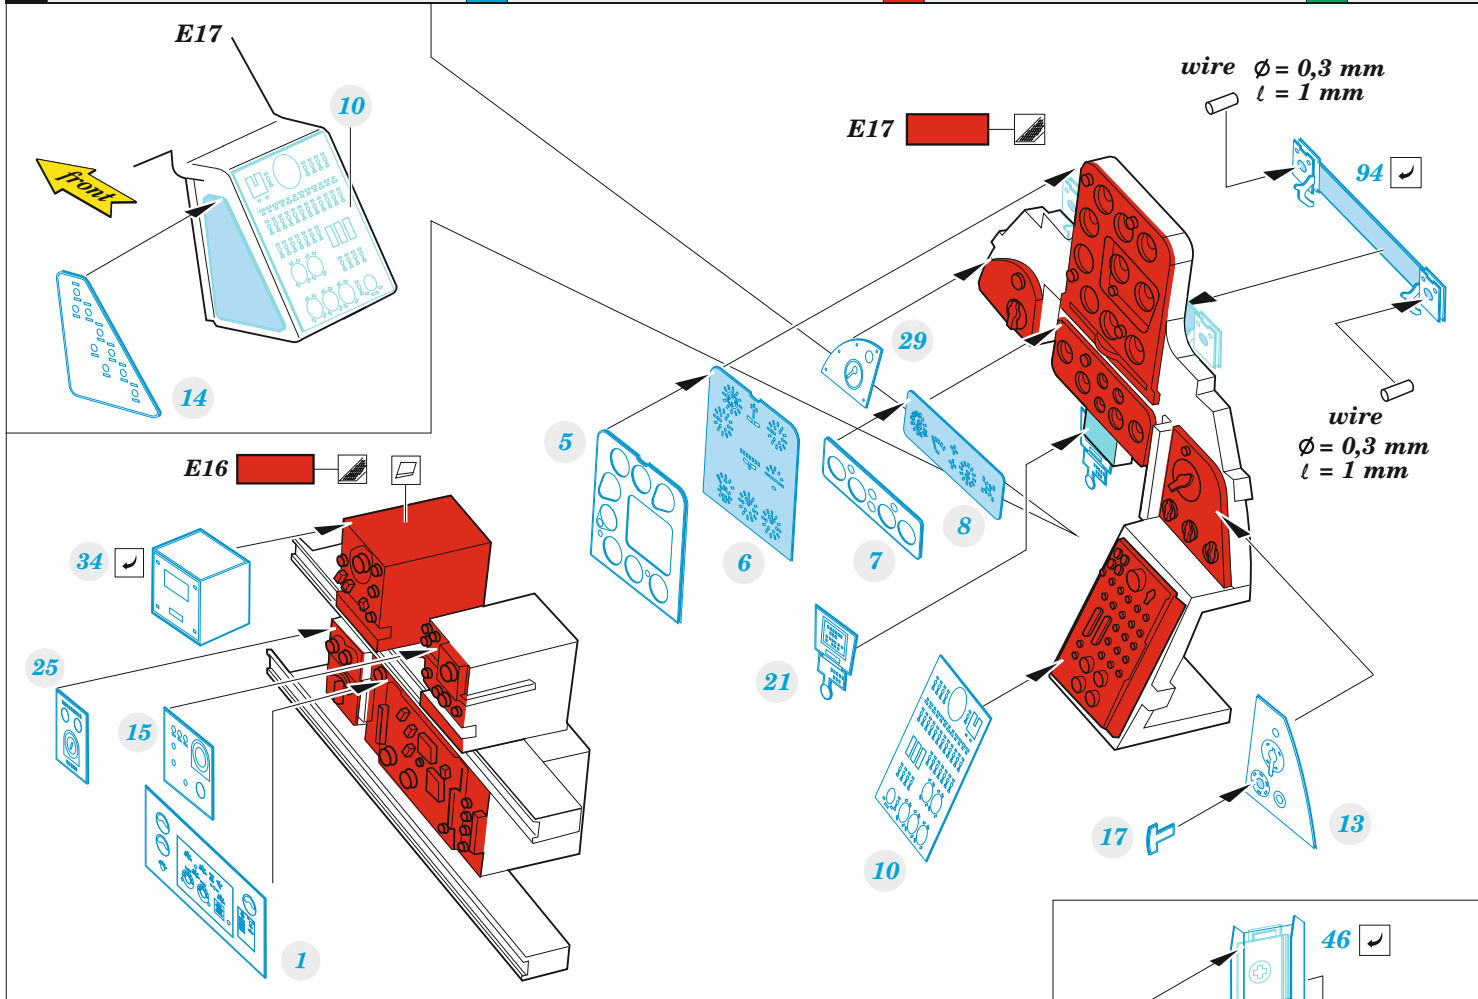 E17
10
front
14
wire Ø = 0,3 mm
ℓ = 1 mm
E17
94
29
wire
Ø = 0,3 mm
ℓ = 1 mm
5
6
7
8
E16
34
21
25
15
10
17
13
1
46